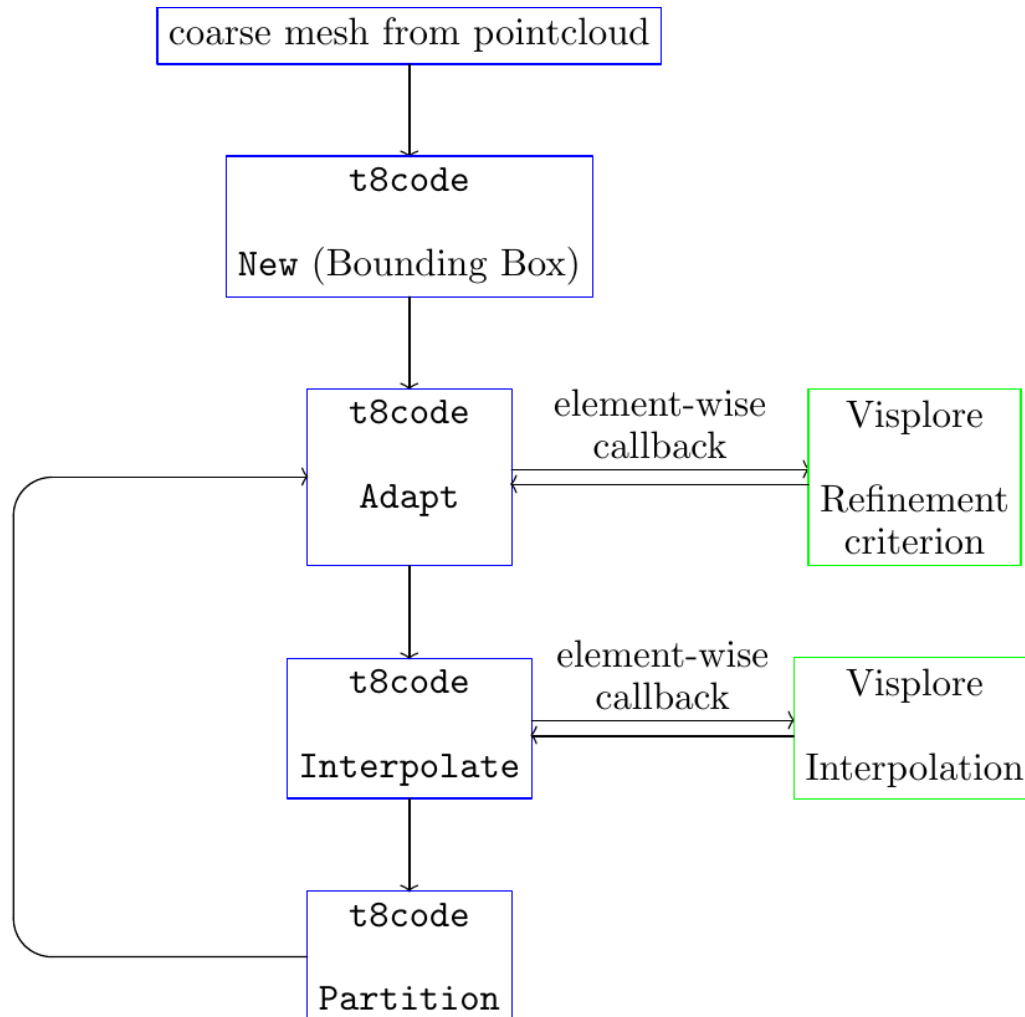 coarse mesh from pointcloud
t8code
New (Bounding Box)
t8code
Adapt
element-wise
callback
Visplore
Refinement
criterion
t8code
Interpolate
element-wise
callback
Visplore
Interpolation
t8code
Partition